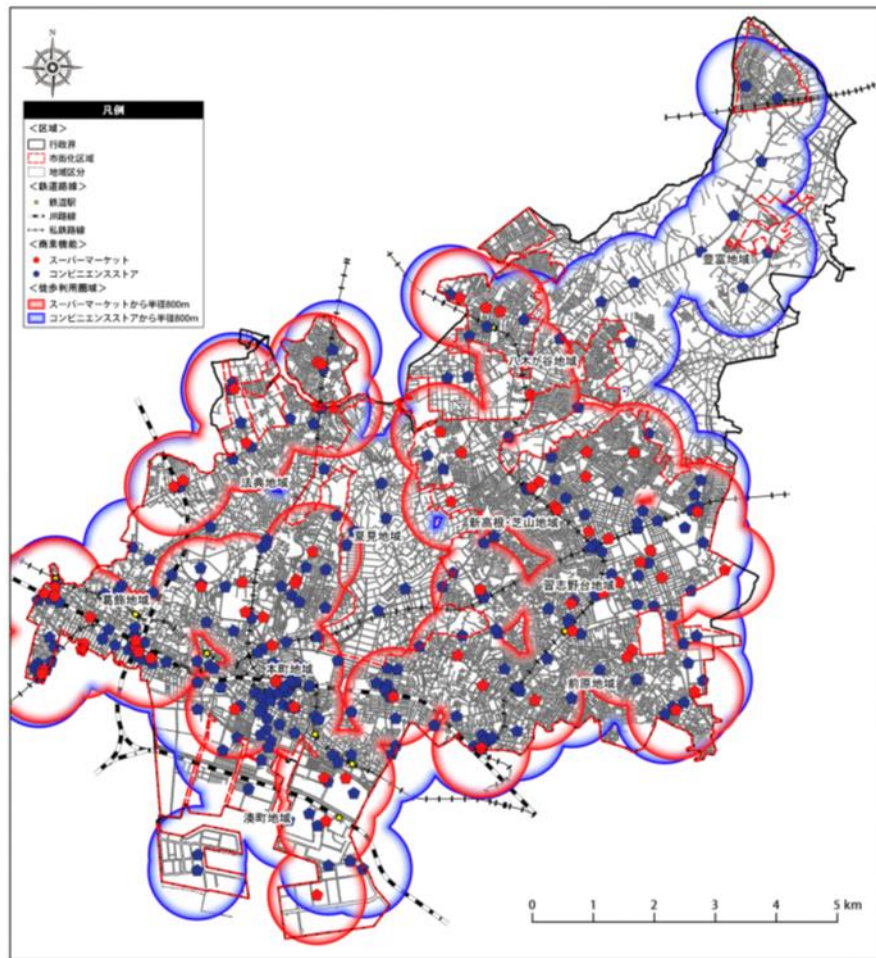 N
凡例
＜区域＞
行政界
市街化区域
地域区分
＜鉄道路線＞
鉄道駅
JR路線
私鉄路線
＜商業機能＞
スーパーマーケット
コンビニエンスストア
＜徒歩利用圏域＞
スーパーマーケットから半径800m
コンビニエンスストアから半径800m
豊富地域
八木が谷地域
法典地域
新高根・芝山地域
夏見地域
習志野台地域
葛飾地域
本町地域
前原地域
湊町地域
0 1 2 3 4 5 km